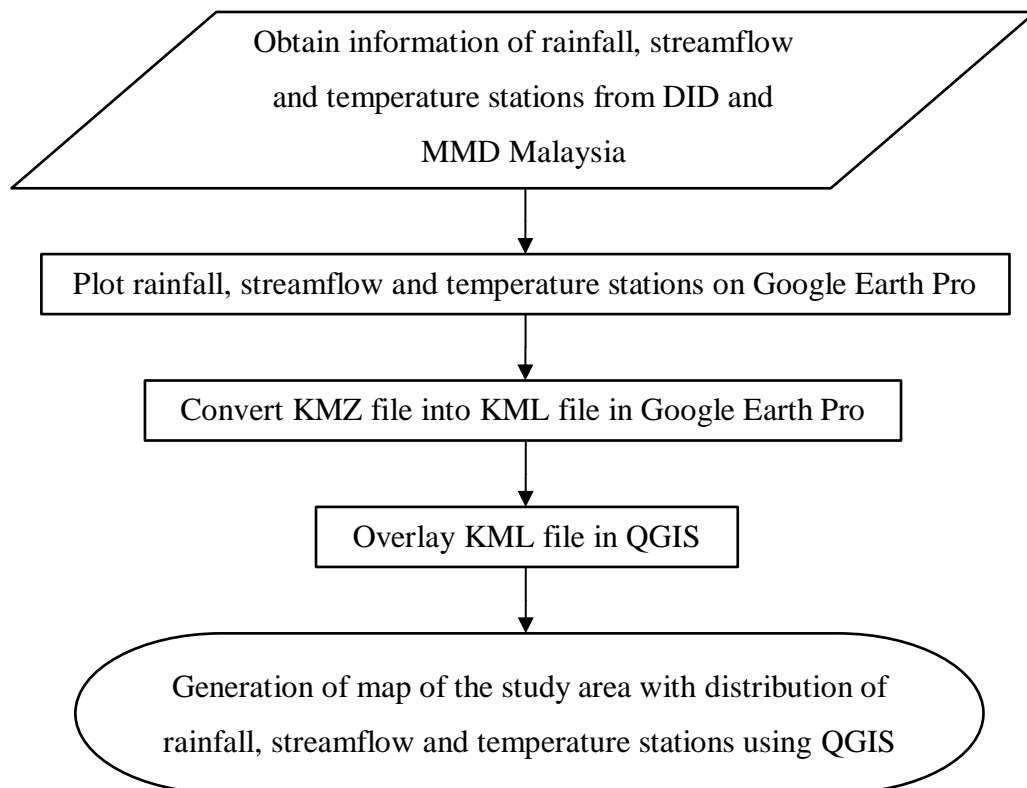 Obtain information of rainfall, streamflow
and temperature stations from DID and
MMD Malaysia
Plot rainfall, streamflow and temperature stations on Google Earth Pro
Convert KMZ file into KML file in Google Earth Pro
Overlay KML file in QGIS
Generation of map of the study area with distribution of
rainfall, streamflow and temperature stations using QGIS